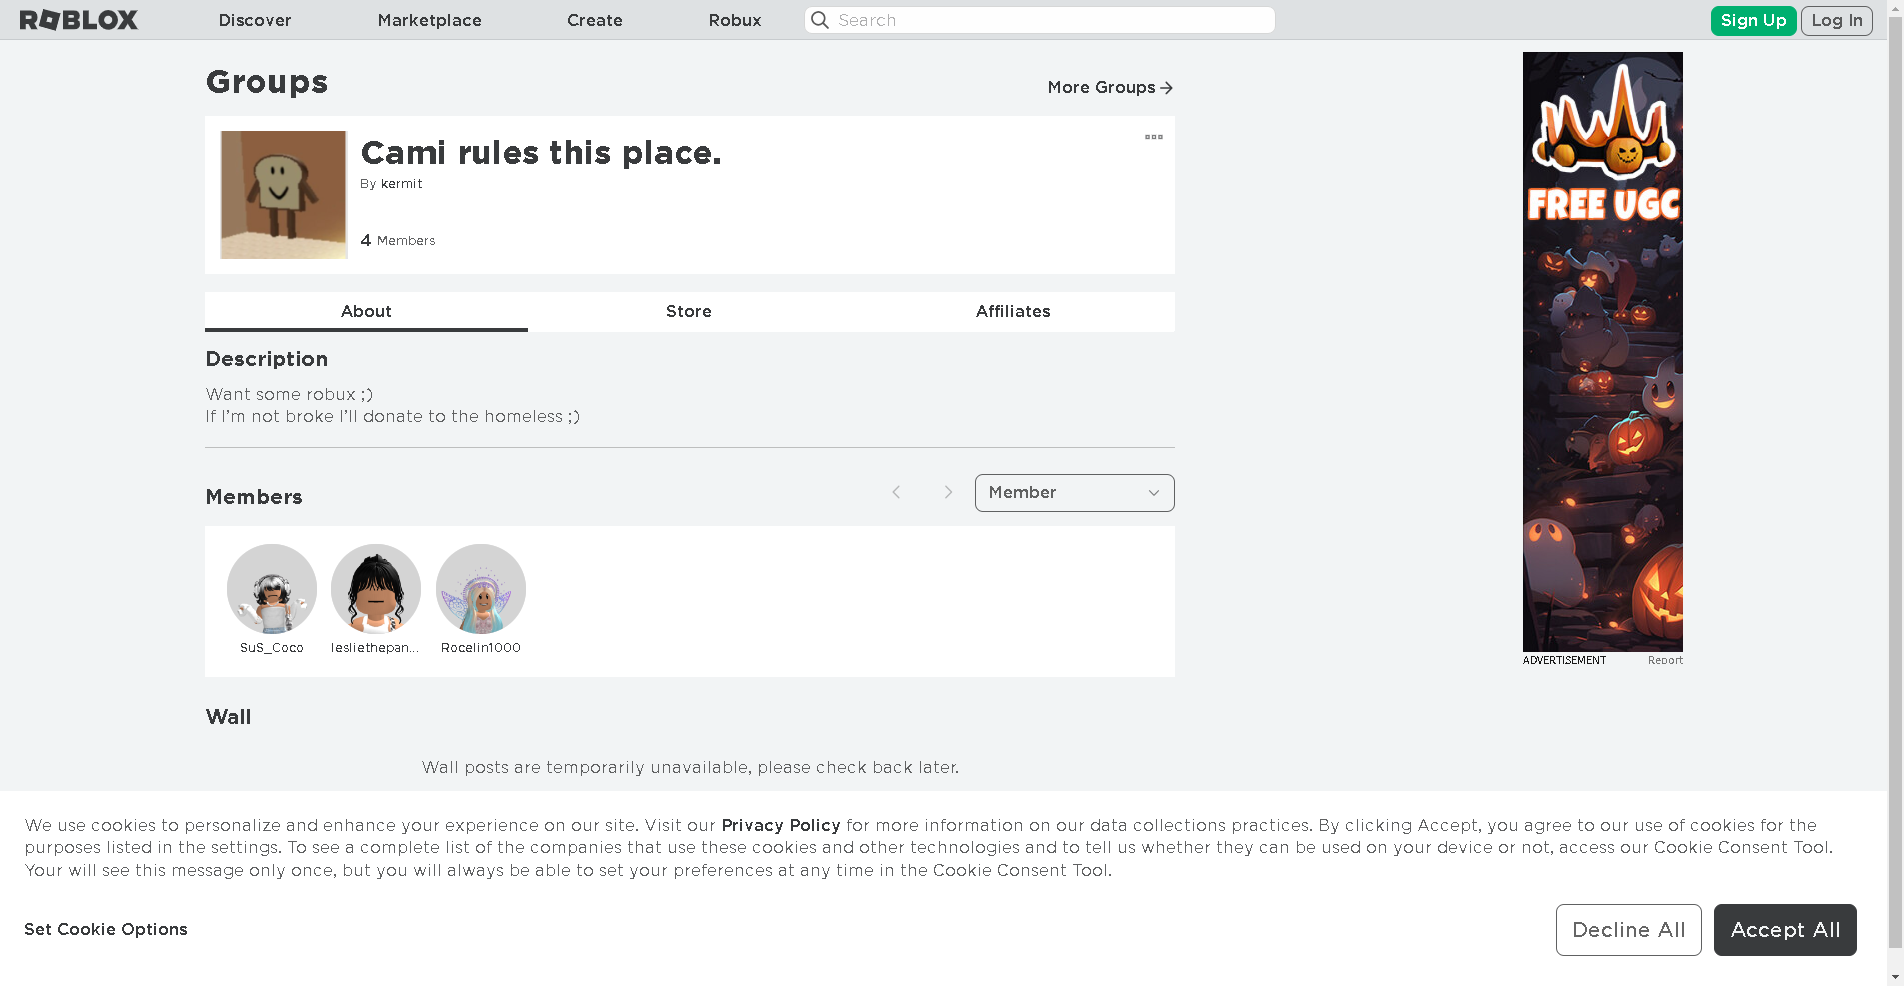 ROBLOX Discover Marketplace Create Robux Search Sign Up Log In
Groups
More Groups
Cami rules this place.
By kermit
4 Members
About Store Affiliates
Description
Want some robux ;)
If I'm not broke I'll donate to the homeless ;)
Members
Member
SuS_Coco lesliethepan... Rocelin1000
Wall
Wall posts are temporarily unavailable, please check back later.
FREE UGC
ADVERTISEMENT Report
We use cookies to personalize and enhance your experience on our site. Visit our Privacy Policy for more information on our data collections practices. By clicking Accept, you agree to our use of cookies for the
purposes listed in the settings. To see a complete list of the companies that use these cookies and other technologies and to tell us whether they can be used on your device or not, access our Cookie Consent Tool.
Your will see this message only once, but you will always be able to set your preferences at any time in the Cookie Consent Tool.
Set Cookie Options
Decline All
Accept All